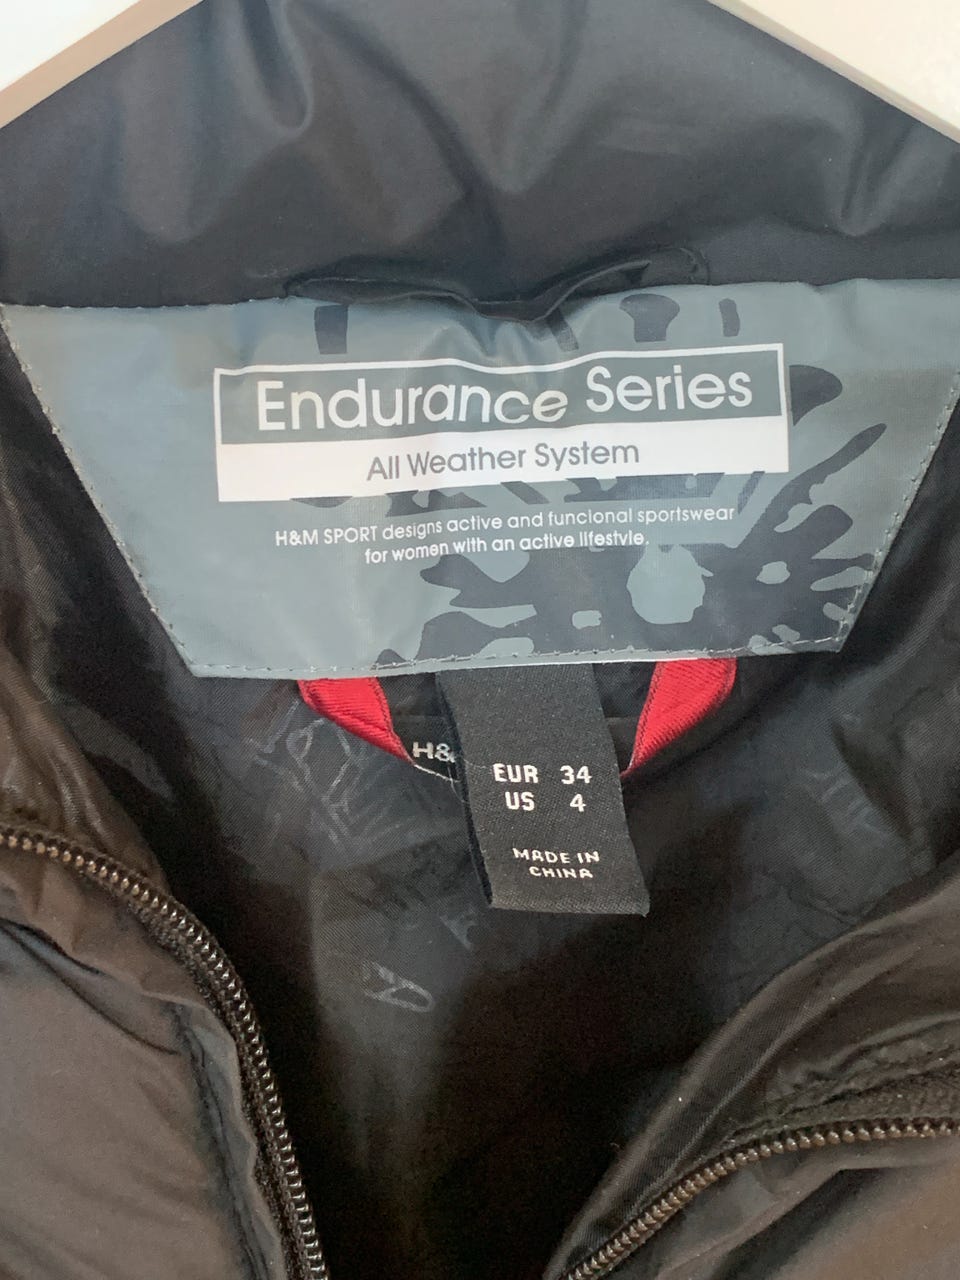 Endurance Series
All Weather System
H&M SPORT designs active and funcional sportswear
for women with an active lifestyle.
H&
EUR 34
US 4
MADE IN
CHINA